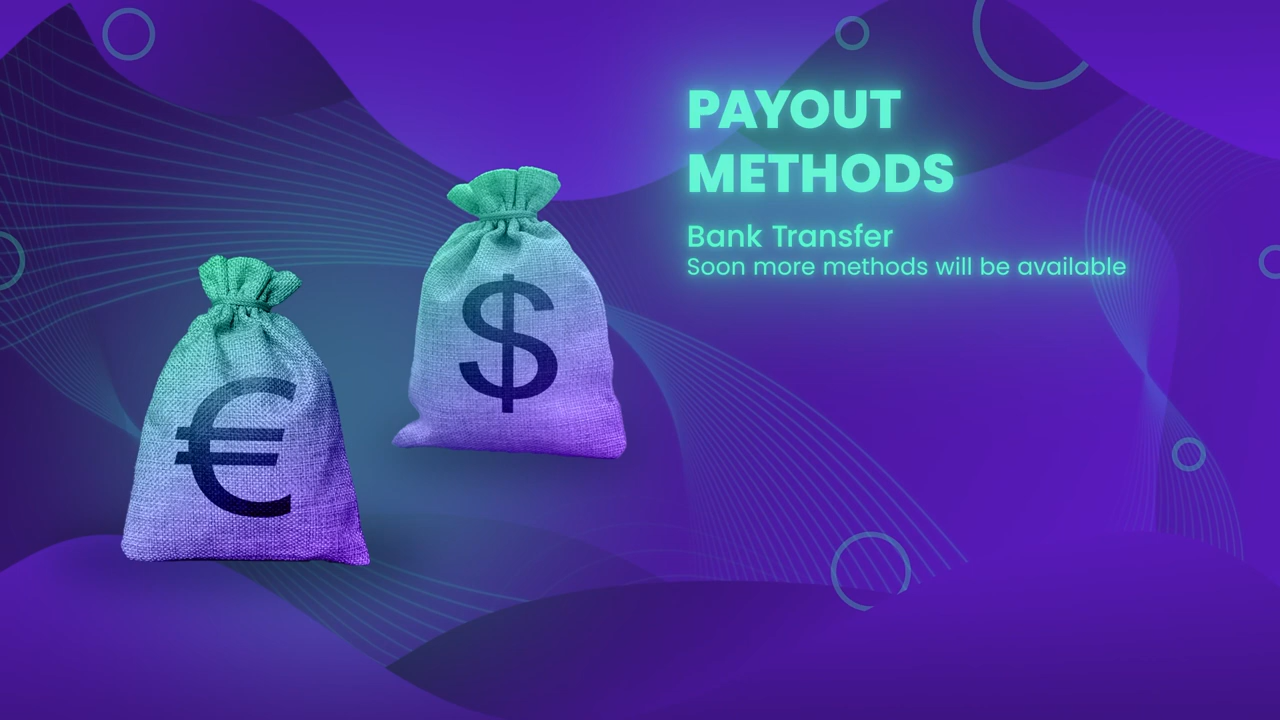 PAYOUT
METHODS
Bank Transfer
Soon more methods will be available
€
$